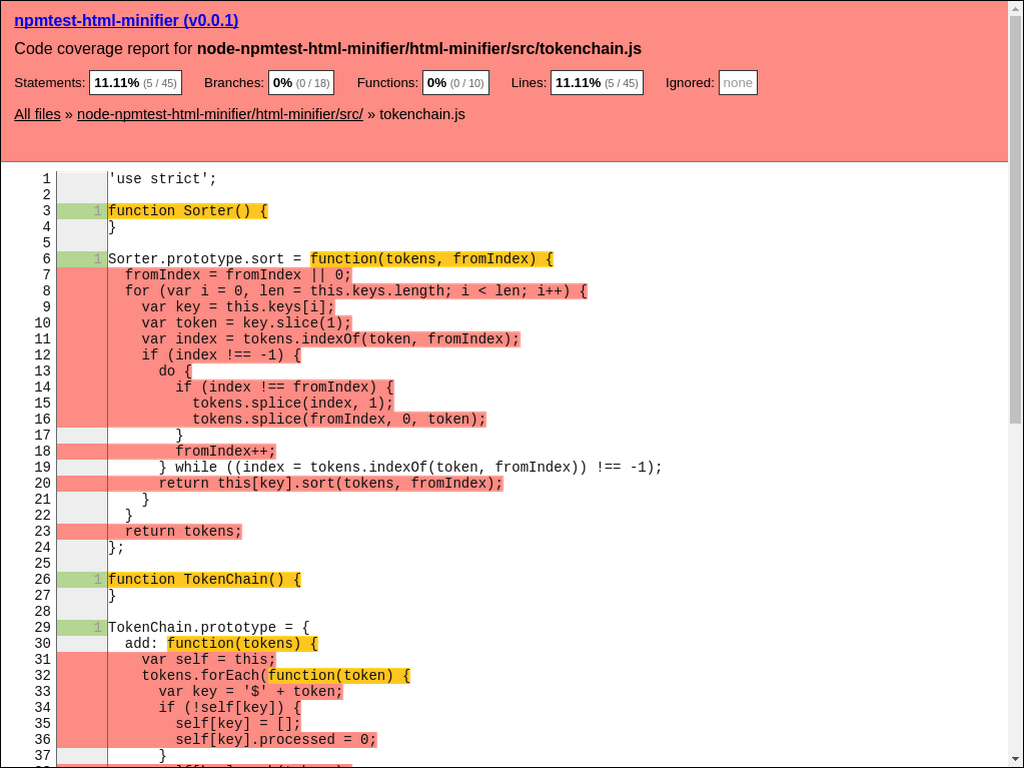 npmtest-html-minifier (v0.0.1)
Code coverage report for node-npmtest-html-minifier/html-minifier/src/tokenchain.js
Statements: 11.11% (5 / 45) Branches: 0% (0 / 18) Functions: 0% (0 / 10) Lines: 11.11% (5 / 45) Ignored: none
All files » node-npmtest-html-minifier/html-minifier/src/ » tokenchain.js
1 'use strict';
2
3 1 function Sorter() {
4 }
5
6 1 Sorter.prototype.sort = function(tokens, fromIndex) {
7 fromIndex = fromIndex || 0;
8 for (var i = 0, len = this.keys.length; i < len; i++) {
9 var key = this.keys[i];
10 var token = key.slice(1);
11 var index = tokens.indexOf(token, fromIndex);
12 if (index !== -1) {
13 do {
14 if (index !== fromIndex) {
15 tokens.splice(index, 1);
16 tokens.splice(fromIndex, 0, token);
17 }
18 fromIndex++;
19 } while ((index = tokens.indexOf(token, fromIndex)) !== -1);
20 return this[key].sort(tokens, fromIndex);
21 }
22 }
23 return tokens;
24 };
25
26 1 function TokenChain() {
27 }
28
29 1 TokenChain.prototype = {
30 add: function(tokens) {
31 var self = this;
32 tokens.forEach(function(token) {
33 var key = '$' + token;
34 if (!self[key]) {
35 self[key] = [];
36 self[key].processed = 0;
37 }